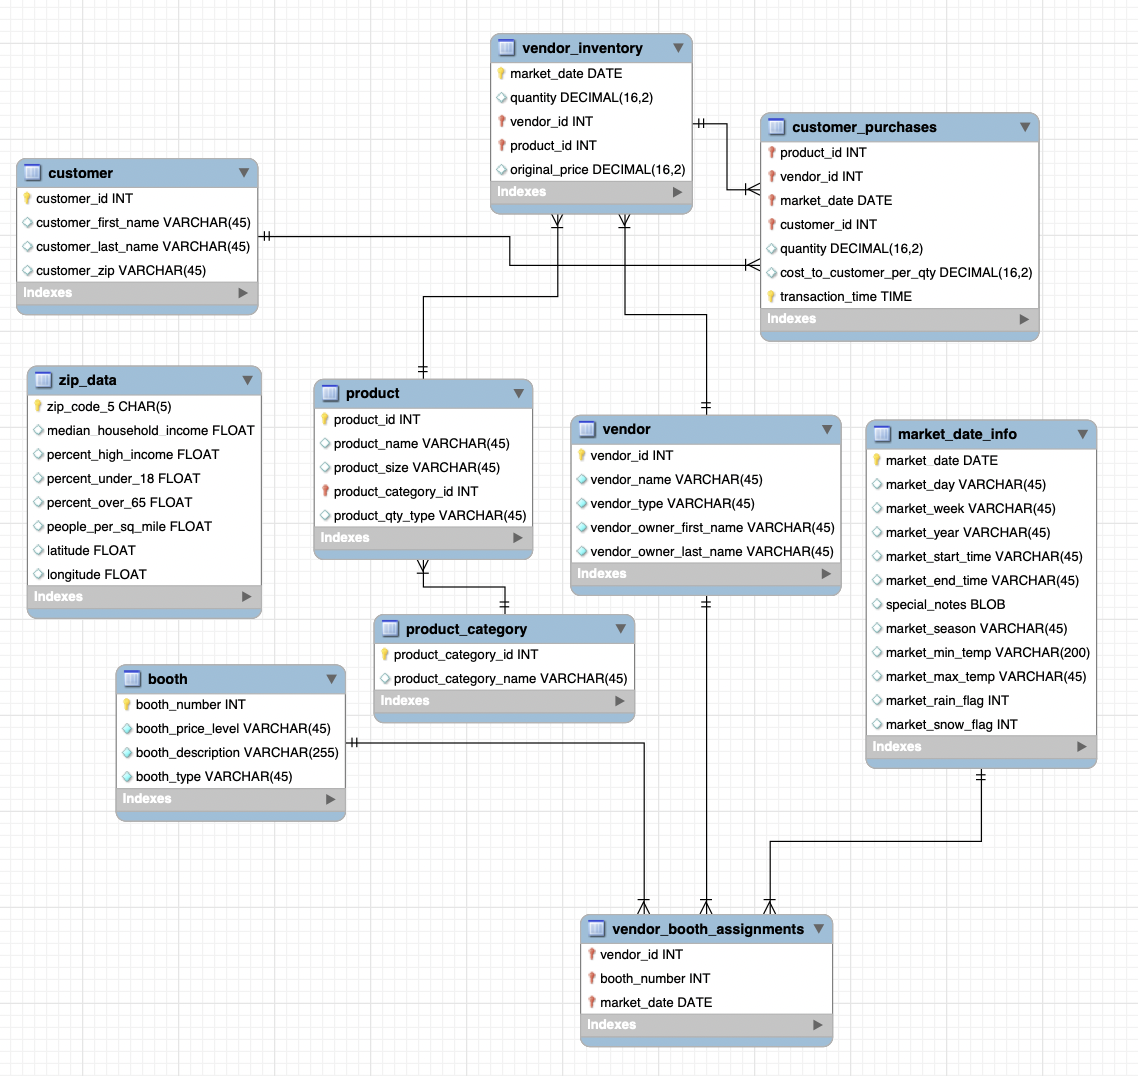 vendor_inventory
market_date DATE
quantity DECIMAL(16,2)
vendor_id INT
product_id INT
original_price DECIMAL(16,2)
Indexes
customer_purchases
product_id INT
vendor_id INT
market_date DATE
customer_id INT
quantity DECIMAL(16,2)
cost_to_customer_per_qty DECIMAL(16,2)
transaction_time TIME
Indexes
customer
customer_id INT
customer_first_name VARCHAR(45)
customer_last_name VARCHAR(45)
customer_zip VARCHAR(45)
Indexes
zip_data
zip_code_5 CHAR(5)
median_household_income FLOAT
percent_high_income FLOAT
percent_under_18 FLOAT
percent_over_65 FLOAT
people_per_sq_mile FLOAT
latitude FLOAT
longitude FLOAT
Indexes
product
product_id INT
product_name VARCHAR(45)
product_size VARCHAR(45)
product_category_id INT
product_qty_type VARCHAR(45)
Indexes
vendor
vendor_id INT
vendor_name VARCHAR(45)
vendor_type VARCHAR(45)
vendor_owner_first_name VARCHAR(45)
vendor_owner_last_name VARCHAR(45)
Indexes
market_date_info
market_date DATE
market_day VARCHAR(45)
market_week VARCHAR(45)
market_year VARCHAR(45)
market_start_time VARCHAR(45)
market_end_time VARCHAR(45)
special_notes BLOB
market_season VARCHAR(45)
market_min_temp VARCHAR(200)
market_max_temp VARCHAR(45)
market_rain_flag INT
market_snow_flag INT
Indexes
product_category
product_category_id INT
product_category_name VARCHAR(45)
Indexes
booth
booth_number INT
booth_price_level VARCHAR(45)
booth_description VARCHAR(255)
booth_type VARCHAR(45)
Indexes
vendor_booth_assignments
vendor_id INT
booth_number INT
market_date DATE
Indexes